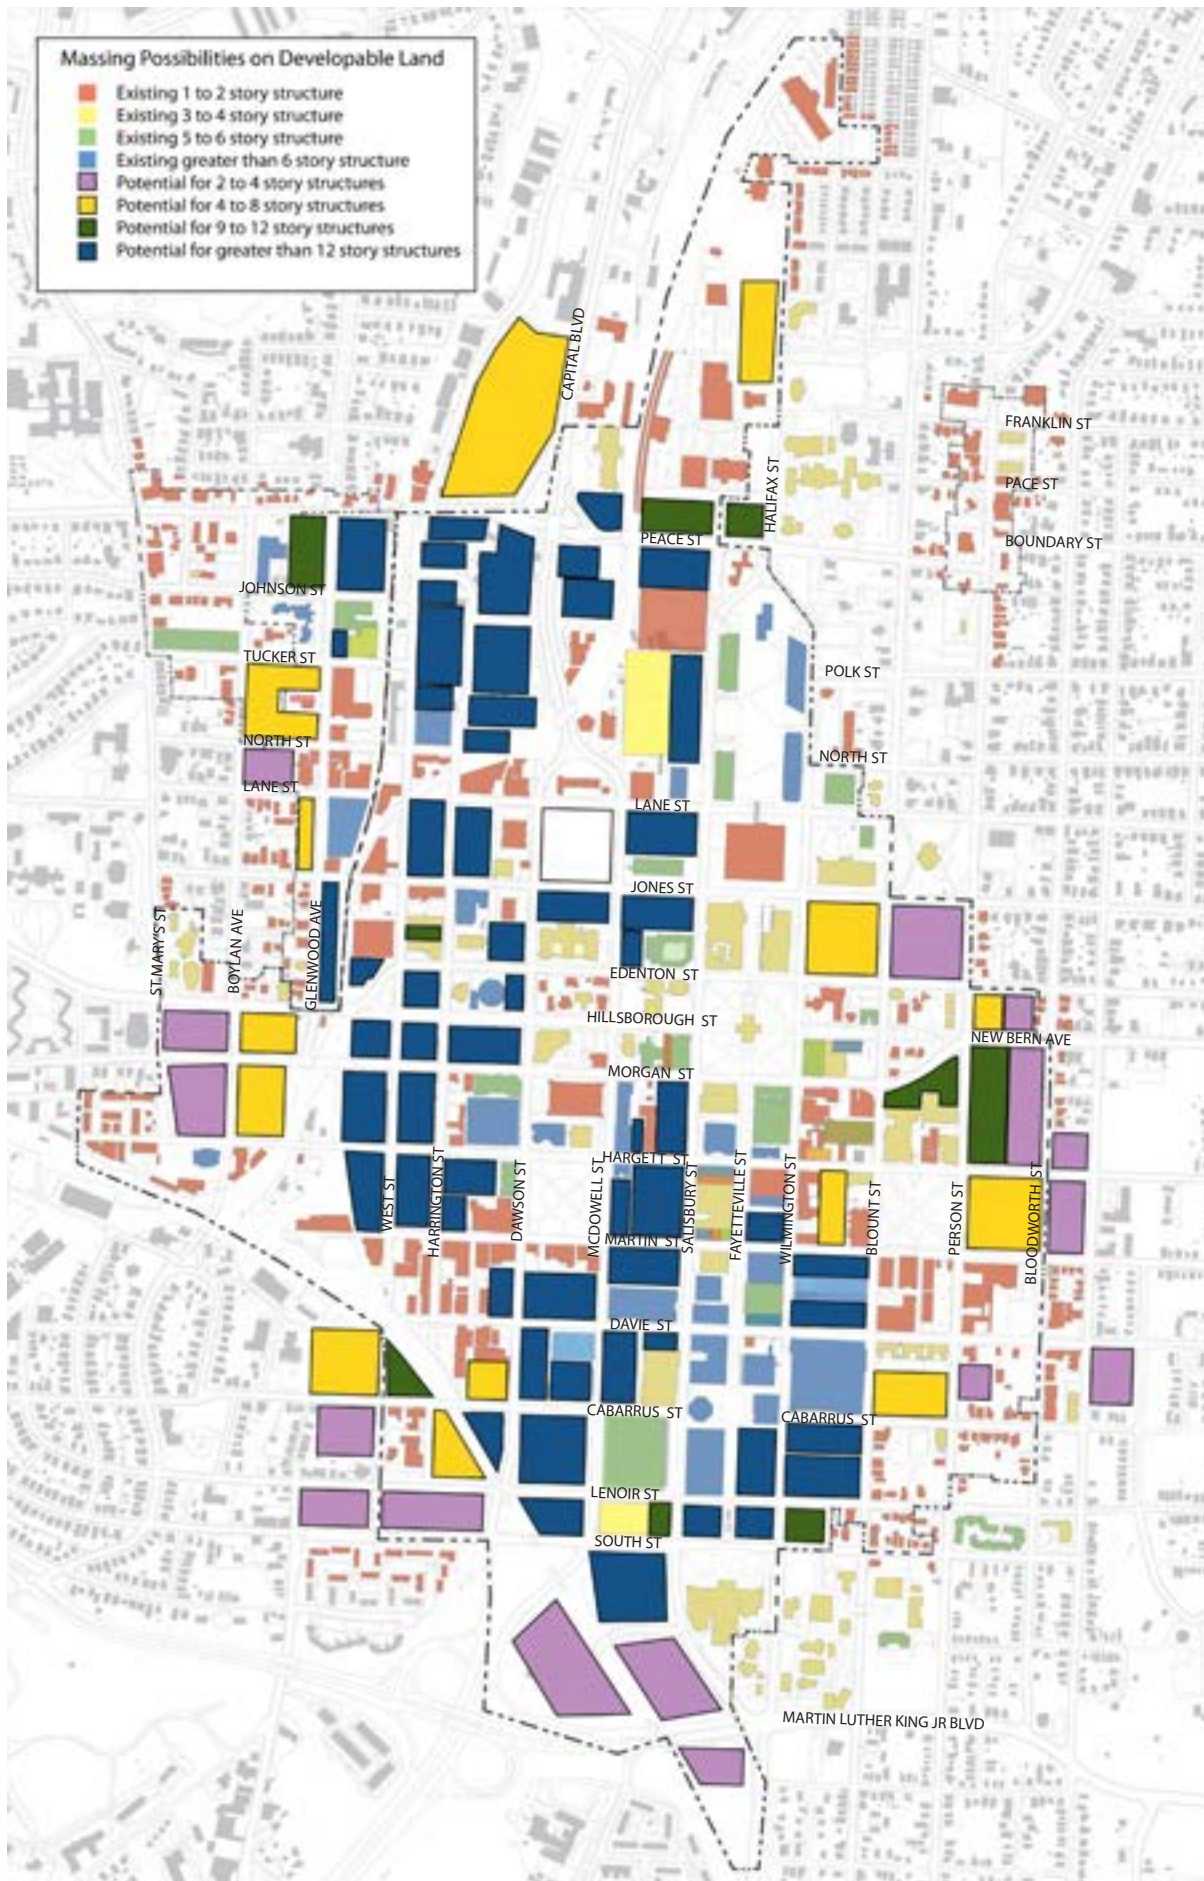 Massing Possibilities on Developable Land
Existing 1 to 2 story structure
Existing 3 to 4 story structure
Existing 5 to 6 story structure
Existing greater than 6 story structure
Potential for 2 to 4 story structures
Potential for 4 to 8 story structures
Potential for 9 to 12 story structures
Potential for greater than 12 story structures
CAPITAL BLVD
FRANKLIN ST
HALIFAX ST
PACE ST
PEACE ST
BOUNDARY ST
JOHNSON ST
TUCKER ST
POLK ST
NORTH ST
NORTH ST
LANE ST
LANE ST
JONES ST
ST MARY'S ST
BOYLAN AVE
GLENWOOD AVE
EDENTON ST
HILLSBOROUGH ST
NEW BERN AVE
MORGAN ST
HARGETT ST
WEST ST
HARRINGTON ST
DAWSON ST
MCDOWELL ST
SALISBURY ST
FAYETTEVILLE ST
WILMINGTON ST
BLOUNT ST
PERSON ST
BLOODWORTH ST
MARTIN ST
DAVIE ST
CABARRUS ST
CABARRUS ST
LENOIR ST
SOUTH ST
MARTIN LUTHER KING JR BLVD